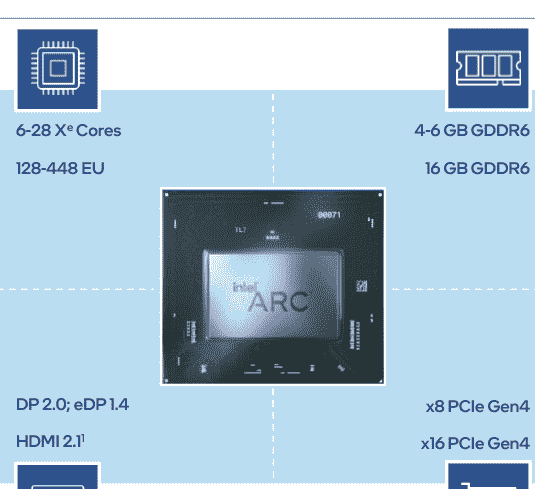 6-28 Xᵉ Cores
4-6 GB GDDR6
128-448 EU
16 GB GDDR6
00071
intel
ARC
DP 2.0; eDP 1.4
x8 PCIe Gen4
HDMI 2.1¹
x16 PCIe Gen4